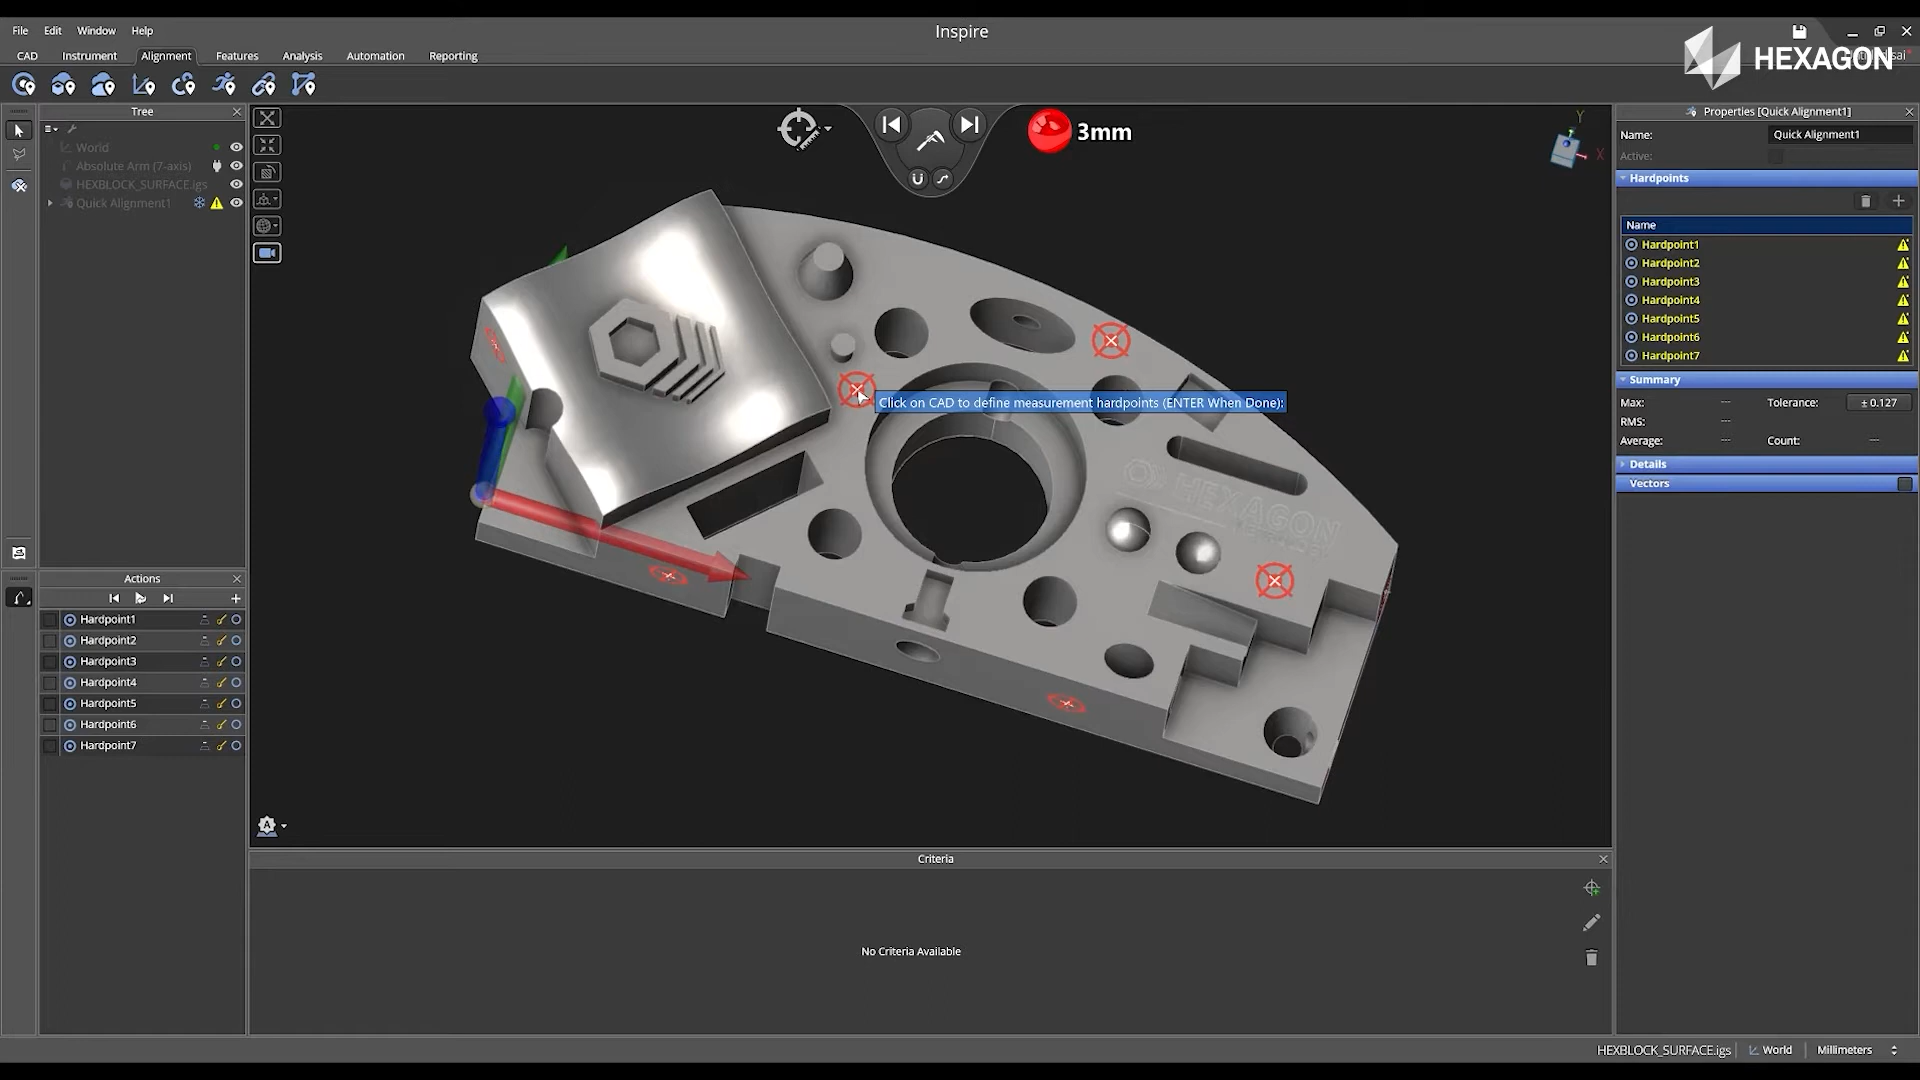 File Edit Window Help
Inspire
HEXAGON
CAD Instrument Alignment Features Analysis Automation Reporting
Tree
World
Absolute Arm (7-axis)
HEXBLOCK_SURFACE.igs
Quick Alignment1
3mm
Y
X
Click on CAD to define measurement hardpoints (ENTER When Done):
HEXAGON
Properties [Quick Alignment1]
Name: Quick Alignment1
Active:
Hardpoints
Name
Hardpoint1
Hardpoint2
Hardpoint3
Hardpoint4
Hardpoint5
Hardpoint6
Hardpoint7
Summary
Max: --- Tolerance: ± 0.127
RMS: ---
Average: --- Count: ---
Details
Vectors
Actions
Hardpoint1
Hardpoint2
Hardpoint3
Hardpoint4
Hardpoint5
Hardpoint6
Hardpoint7
A
Criteria
No Criteria Available
HEXBLOCK_SURFACE.igs World Millimeters